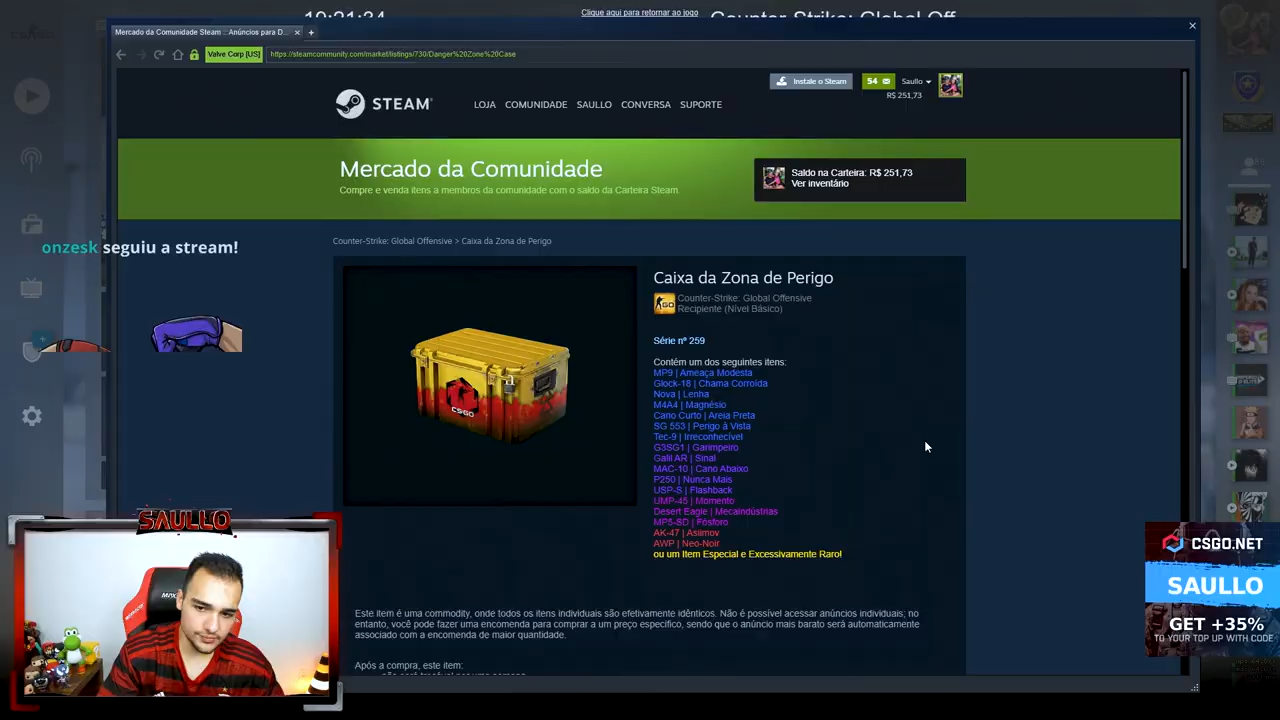 19:21:34
Clique aqui para retornar ao jogo
Counter-Strike: Global Off
Mercado da Comunidade Steam :: Anúncios para D...
Valve Corp [US]
https://steamcommunity.com/market/listings/730/Danger%20Zone%20Case
Instale o Steam
54
Saullo
R$ 251,73
STEAM
LOJA COMUNIDADE SAULLO CONVERSA SUPORTE
Mercado da Comunidade
Compre e venda itens a membros da comunidade com o saldo da Carteira Steam.
Saldo na Carteira: R$ 251,73
Ver inventário
onzesk seguiu a stream!
Counter-Strike: Global Offensive > Caixa da Zona de Perigo
CS:GO
Caixa da Zona de Perigo
Counter-Strike: Global Offensive
Recipiente (Nível Básico)
Série nº 259
Contém um dos seguintes itens:
MP9 | Ameaça Modesta
Glock-18 | Chama Corroída
Nova | Lenha
M4A4 | Magnésio
Cano Curto | Areia Preta
SG 553 | Perigo à Vista
Tec-9 | Irreconhecível
G3SG1 | Garimpeiro
Galil AR | Sinal
MAC-10 | Cano Abaixo
P250 | Nunca Mais
USP-S | Flashback
UMP-45 | Momento
Desert Eagle | Mecaindústrias
MP5-SD | Fósforo
AK-47 | Asiimov
AWP | Neo-Noir
ou um Item Especial e Excessivamente Raro!
Este item é uma commodity, onde todos os itens individuais são efetivamente idênticos. Não é possível acessar anúncios individuais; no
entanto, você pode fazer uma encomenda para comprar a um preço específico, sendo que o anúncio mais barato será automaticamente
associado com a encomenda de maior quantidade.
Após a compra, este item:
SAULLO
CSGO.NET
SAULLO
GET +35%
TO YOUR TOP UP WITH CODE